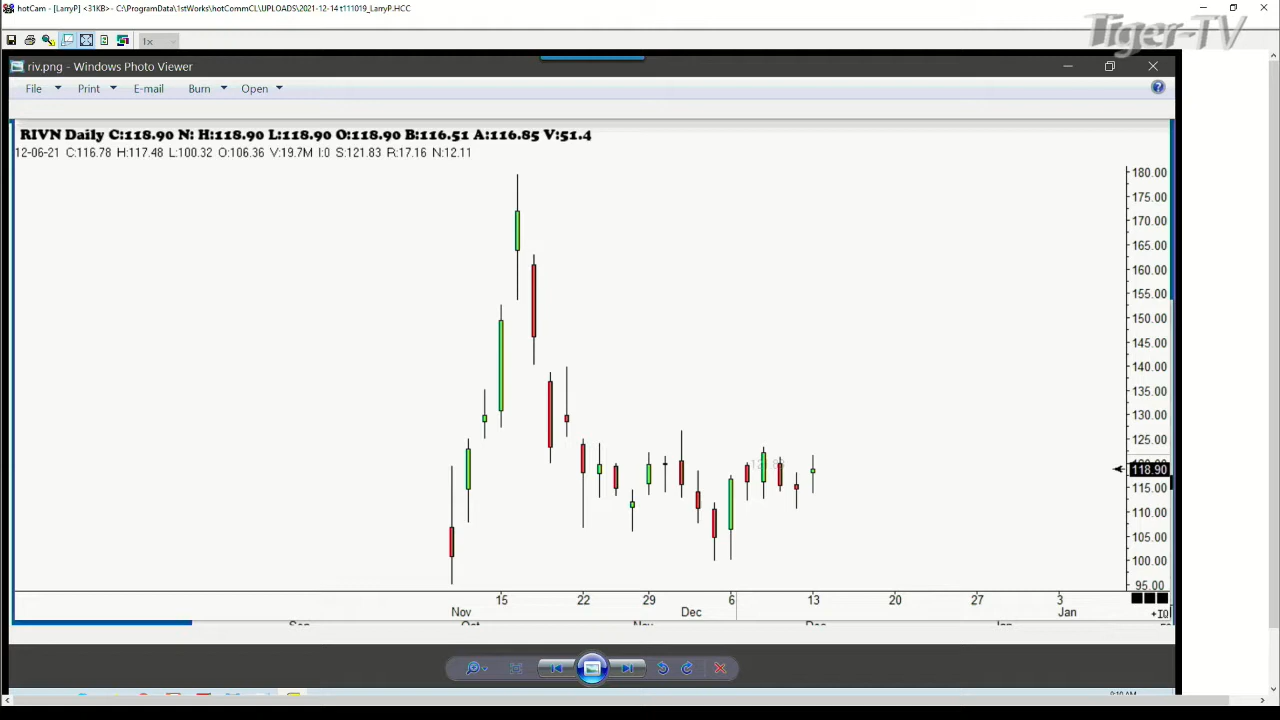 hotCam - [LarryP] <31KB>- C:\ProgramData\1stWorks\hotCommCL\UPLOADS\2021-12-14 t111019_LarryP.HCC
Tiger-TV
1x
riv.png - Windows Photo Viewer
File Print E-mail Burn Open
RIVN Daily C:118.90 N: H:118.90 L:118.90 O:118.90 B:116.51 A:116.85 V:51.4
12-06-21 C:116.78 H:117.48 L:100.32 O:106.36 V:19.7M I:0 S:121.83 R:17.16 N:12.11
180.00
175.00
170.00
165.00
160.00
155.00
150.00
145.00
140.00
135.00
130.00
125.00
118.90
115.00
110.00
105.00
100.00
95.00
15 22 29 6 13 20 27 3
Nov Dec Jan
+10